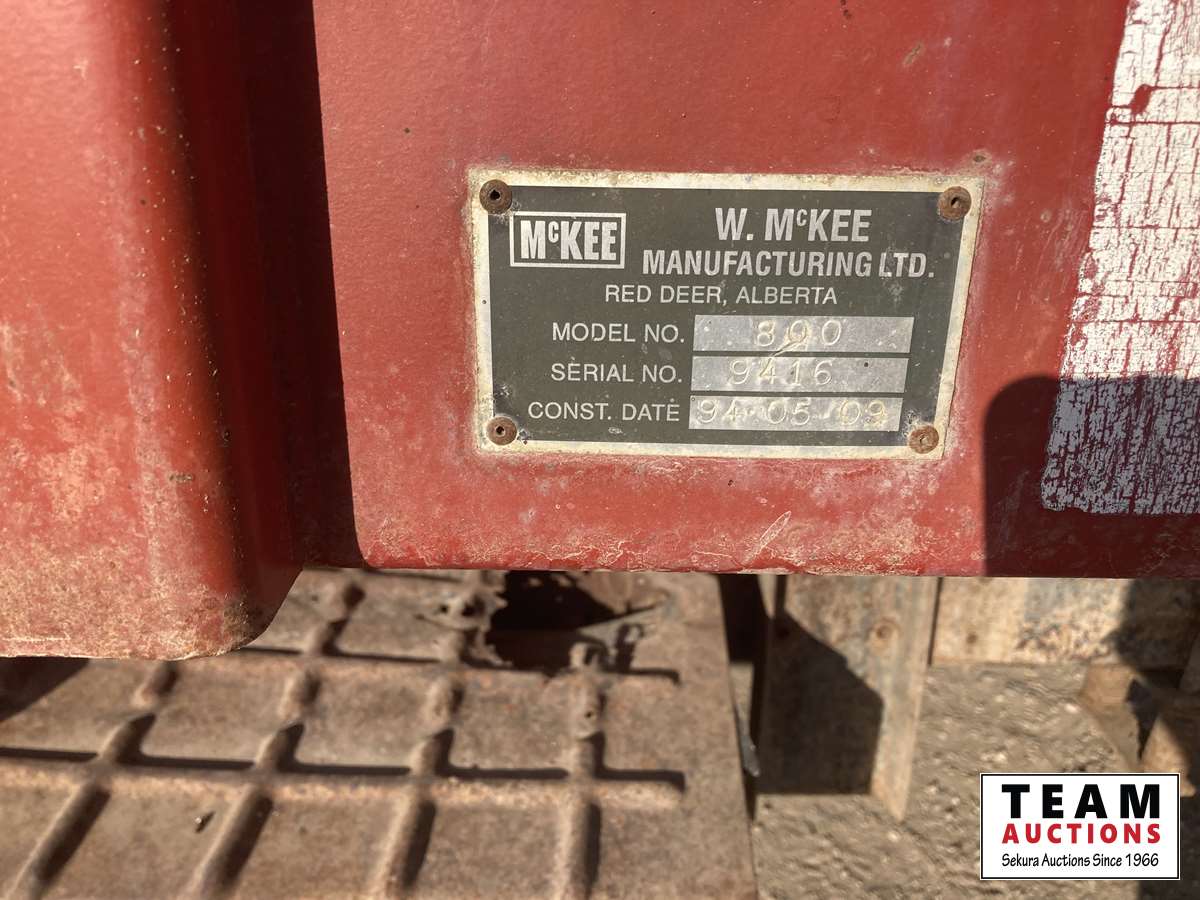 McKEE
W. McKEE
MANUFACTURING LTD.
RED DEER, ALBERTA
MODEL NO. 800
SERIAL NO. 9416
CONST. DATE 94-05-09
TEAM
AUCTIONS
Sekura Auctions Since 1966